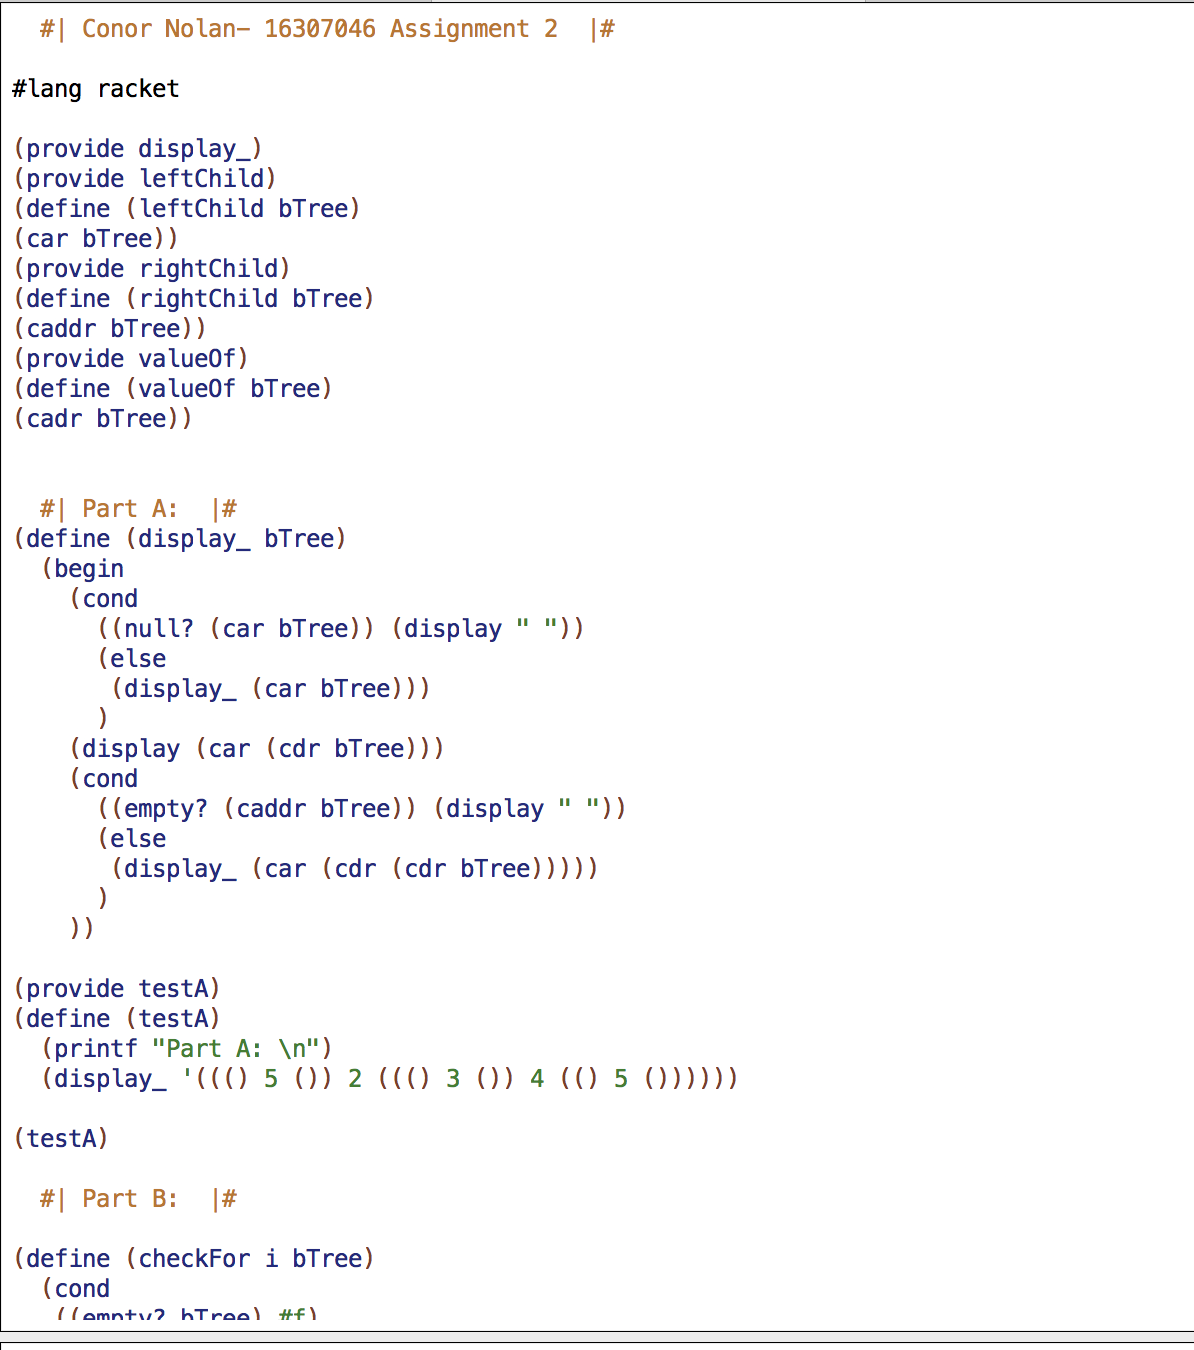 #| Conor Nolan– 16307046 Assignment 2  |#
#lang racket
(provide display_)
(provide leftChild)
(define (leftChild bTree)
(car bTree))
(provide rightChild)
(define (rightChild bTree)
(caddr bTree))
(provide valueOf)
(define (valueOf bTree)
(cadr bTree))
#| Part A:  |#
(define (display_ bTree)
(begin
(cond
((null? (car bTree)) (display " "))
(else
(display_ (car bTree)))
)
(display (car (cdr bTree)))
(cond
((empty? (caddr bTree)) (display " "))
(else
(display_ (car (cdr (cdr bTree)))))
)
))
(provide testA)
(define (testA)
(printf "Part A: \n")
(display_ '((() 5 ()) 2 ((() 3 ()) 4 (() 5 ())))))
(testA)
#| Part B:  |#
(define (checkFor i bTree)
(cond
((empty? bTree) #f)